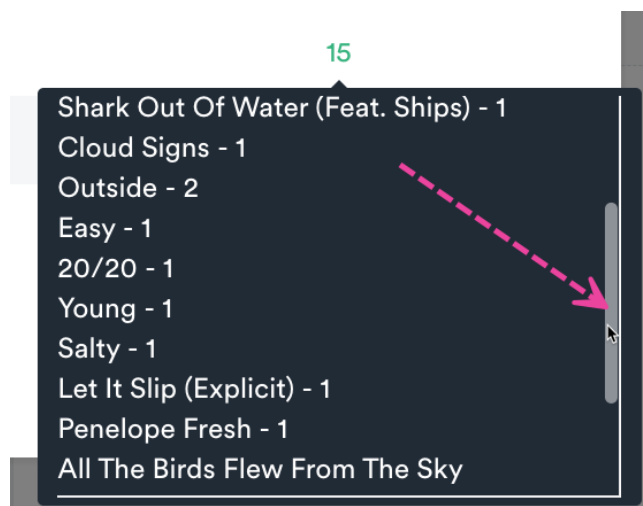 15
Shark Out Of Water (Feat. Ships) - 1
Cloud Signs - 1
Outside - 2
Easy - 1
20/20 - 1
Young - 1
Salty - 1
Let It Slip (Explicit) - 1
Penelope Fresh - 1
All The Birds Flew From The Sky